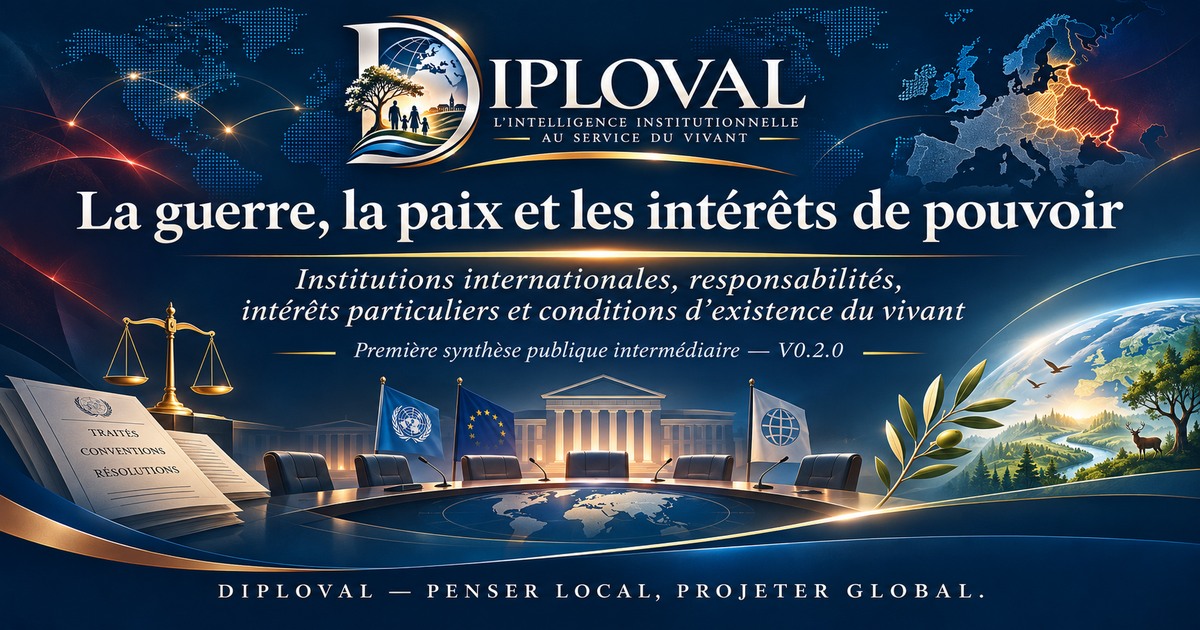 DIPLOVAL
L'INTELLIGENCE INSTITUTIONNELLE
AU SERVICE DU VIVANT
La guerre, la paix et les intérêts de pouvoir
Institutions internationales, responsabilités,
intérêts particuliers et conditions d'existence du vivant
Première synthèse publique intermédiaire — V0.2.0
TRAITÉS
CONVENTIONS
RÉSOLUTIONS
DIPLOVAL — PENSER LOCAL, PROJETER GLOBAL.